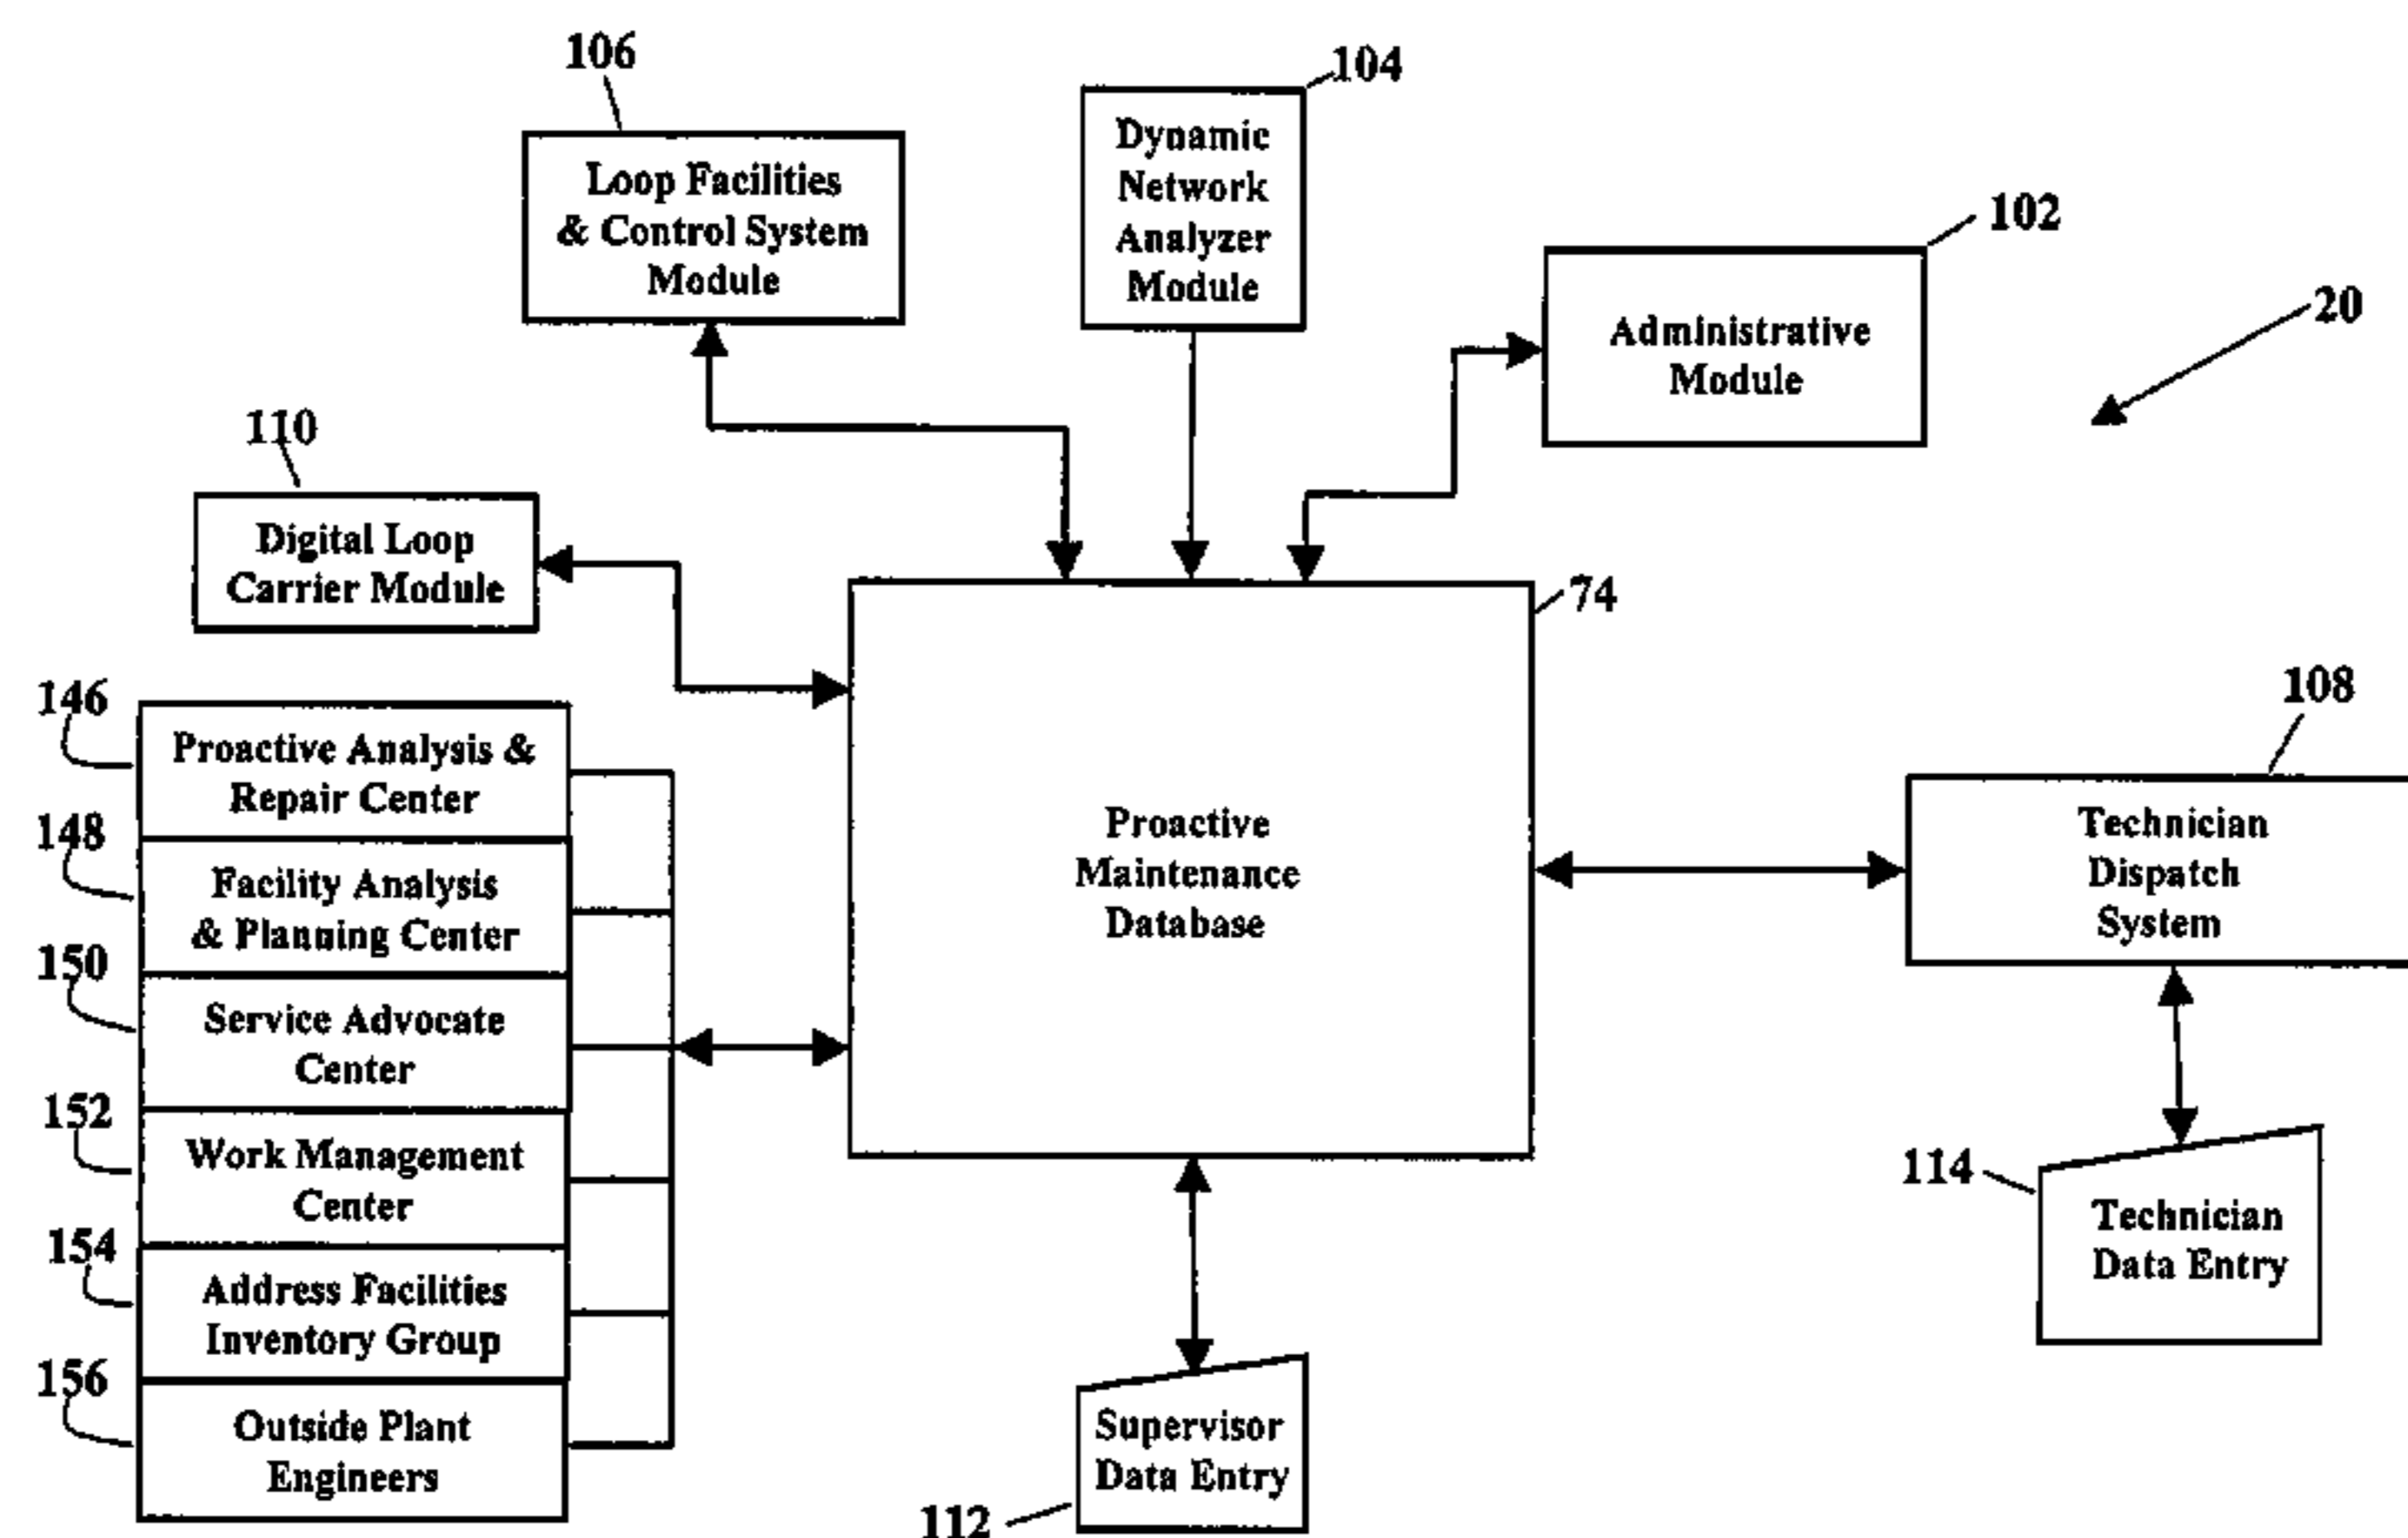 106
104
Loop Facilities
& Control System
Module
Dynamic
Network
Analyzer
Module
102
Administrative
Module
20
110
Digital Loop
Carrier Module
74
Proactive
Maintenance
Database
108
Technician
Dispatch
System
146
Proactive Analysis &
Repair Center
148
Facility Analysis
& Planning Center
150
Service Advocate
Center
152
Work Management
Center
154
Address Facilities
Inventory Group
156
Outside Plant
Engineers
114
Technician
Data Entry
Supervisor
Data Entry
112